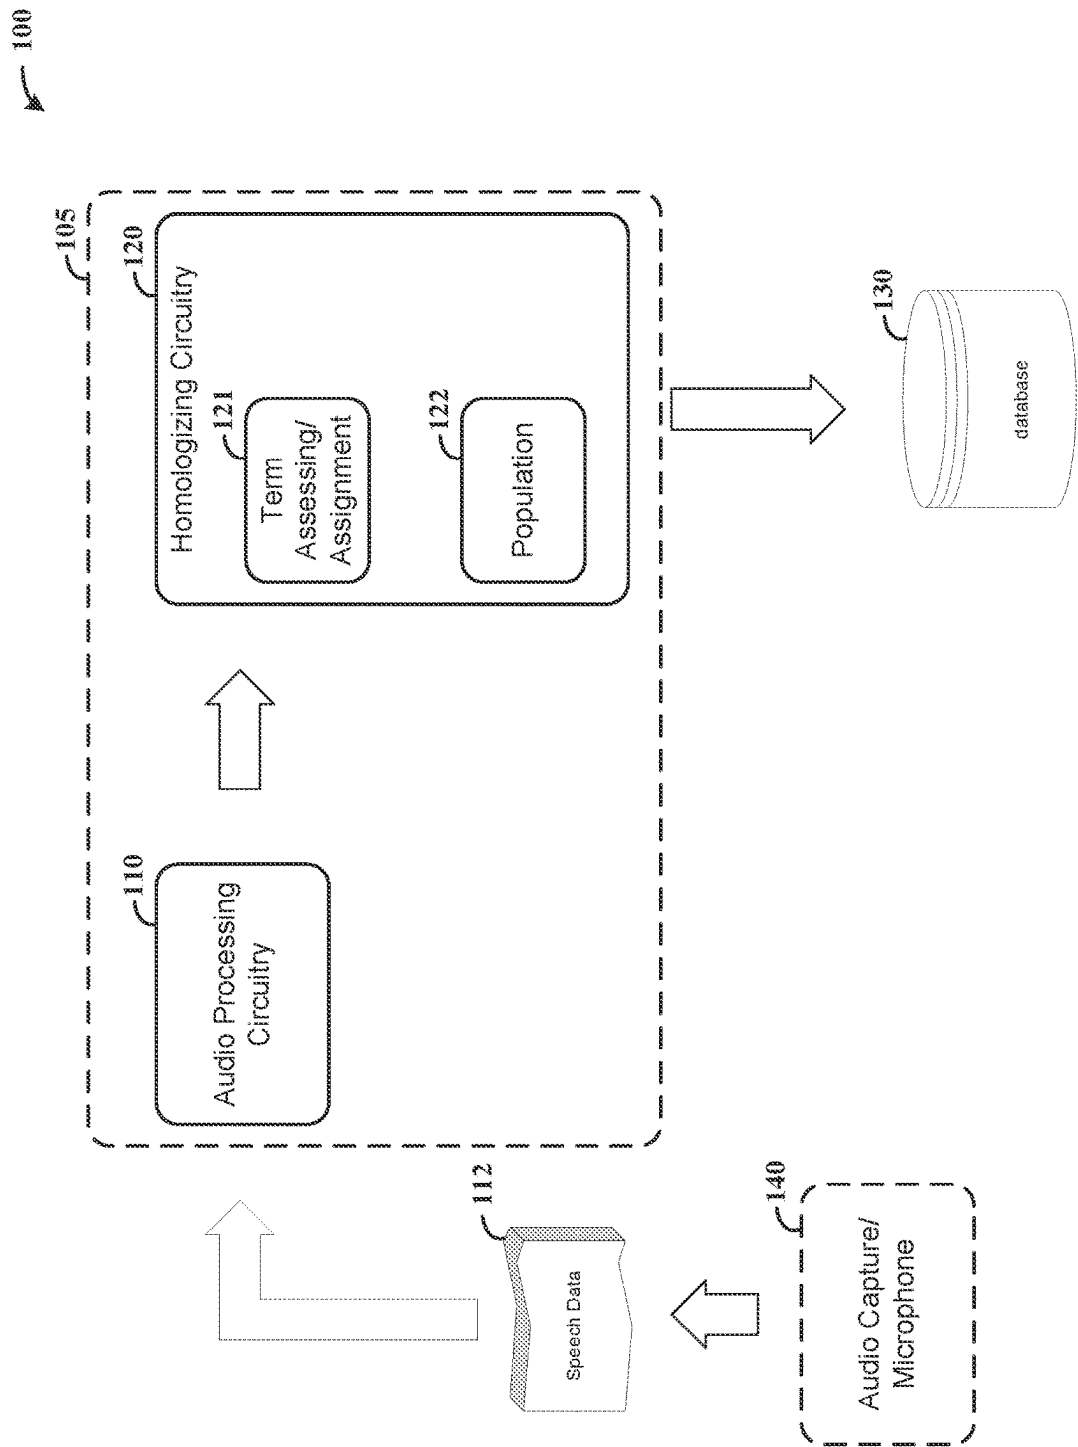 100
105
120
Homologizing Circuitry
121
Term
Assessing/
Assignment
122
Population
110
Audio Processing
Circuitry
130
database
112
Speech Data
140
Audio Capture/
Microphone